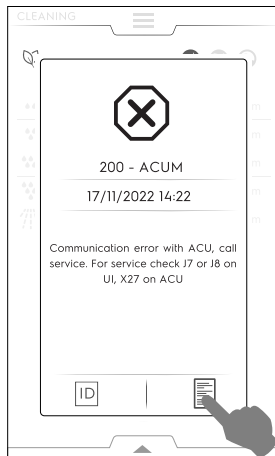 CLEANING
m
m
200 - ACUM
m
17/11/2022 14:22
m
m
Communication error with ACU, call
service. For service check J7 or J8 on
UI, X27 on ACU
ID